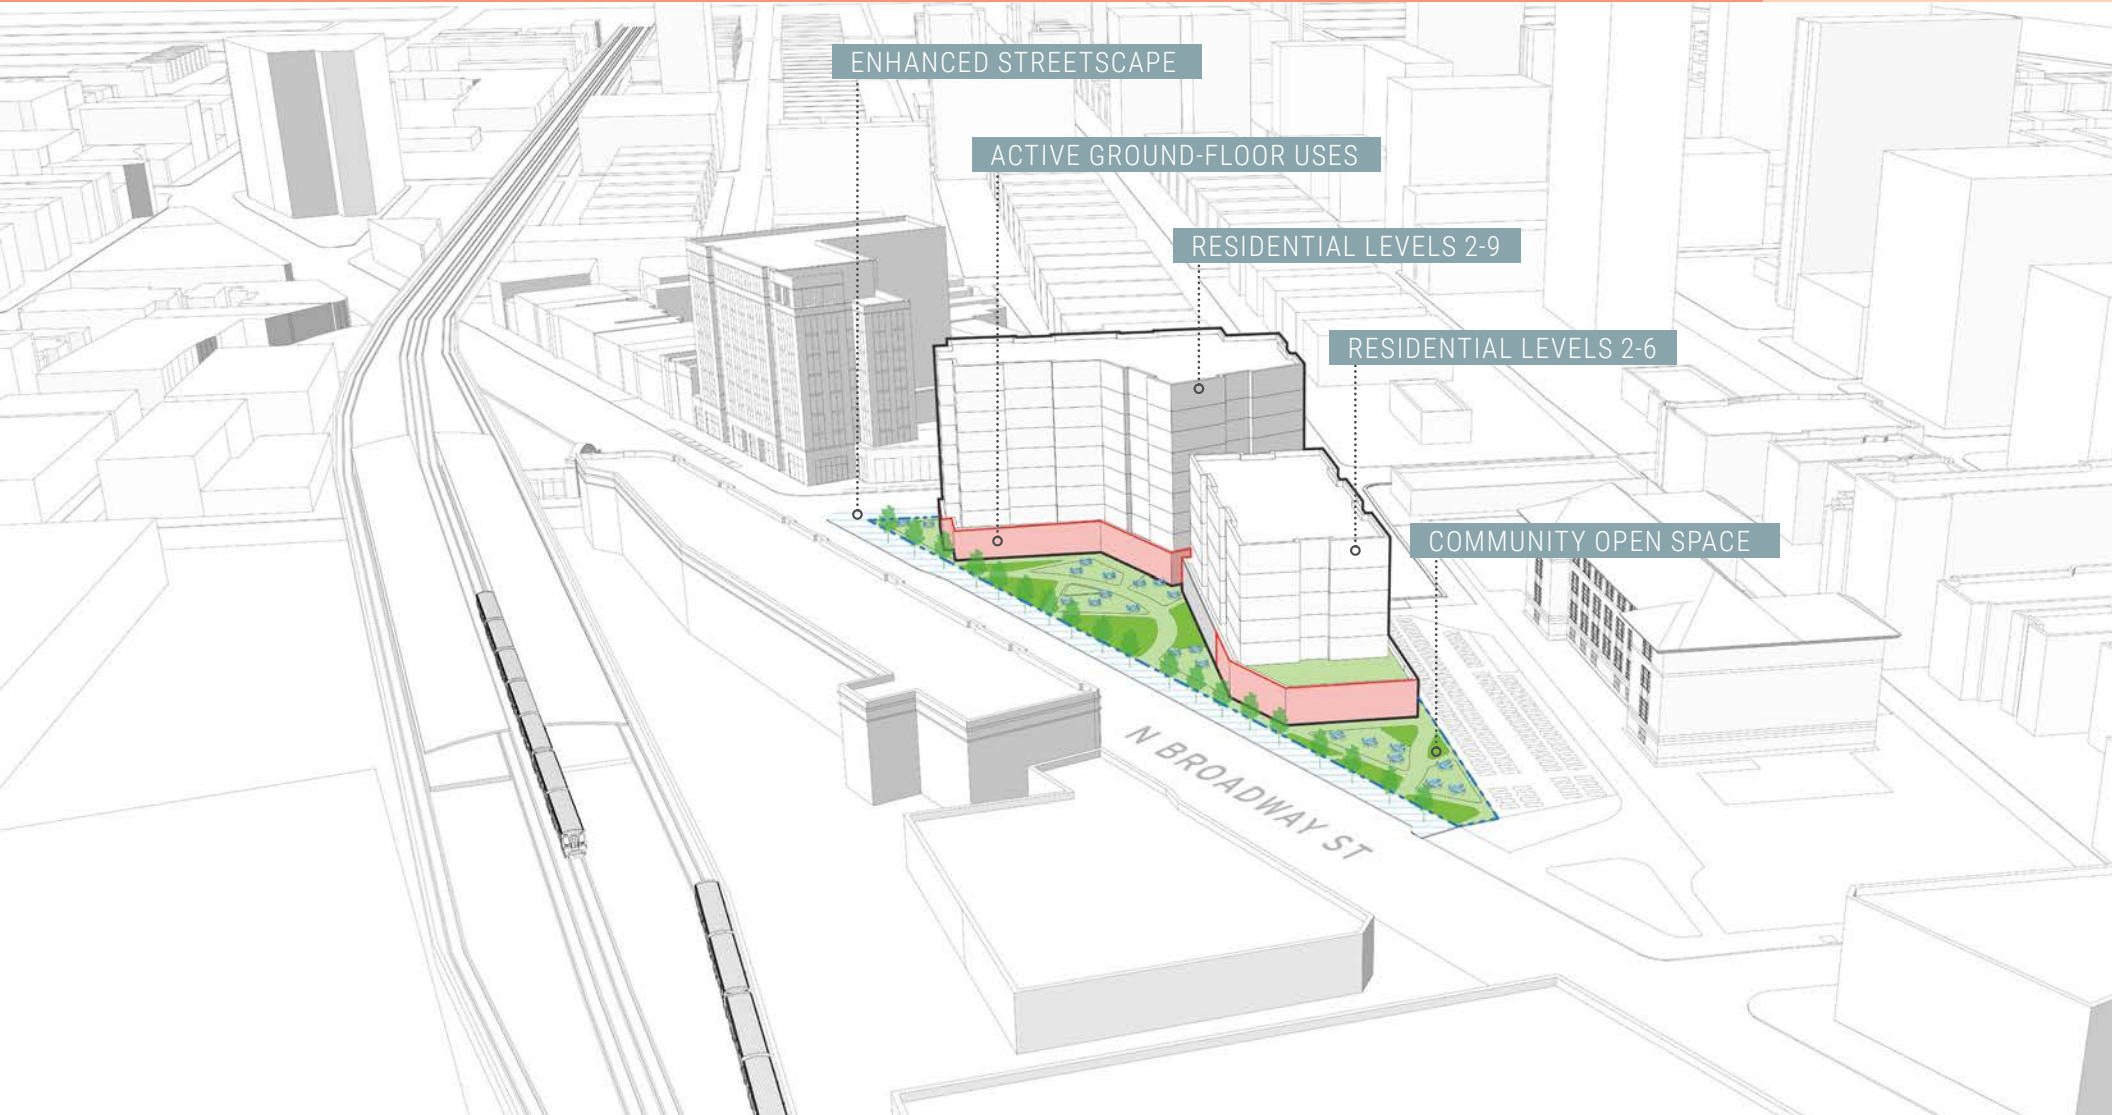 ENHANCED STREETSCAPE
ACTIVE GROUND-FLOOR USES
RESIDENTIAL LEVELS 2-9
RESIDENTIAL LEVELS 2-6
COMMUNITY OPEN SPACE
N BROADWAY ST